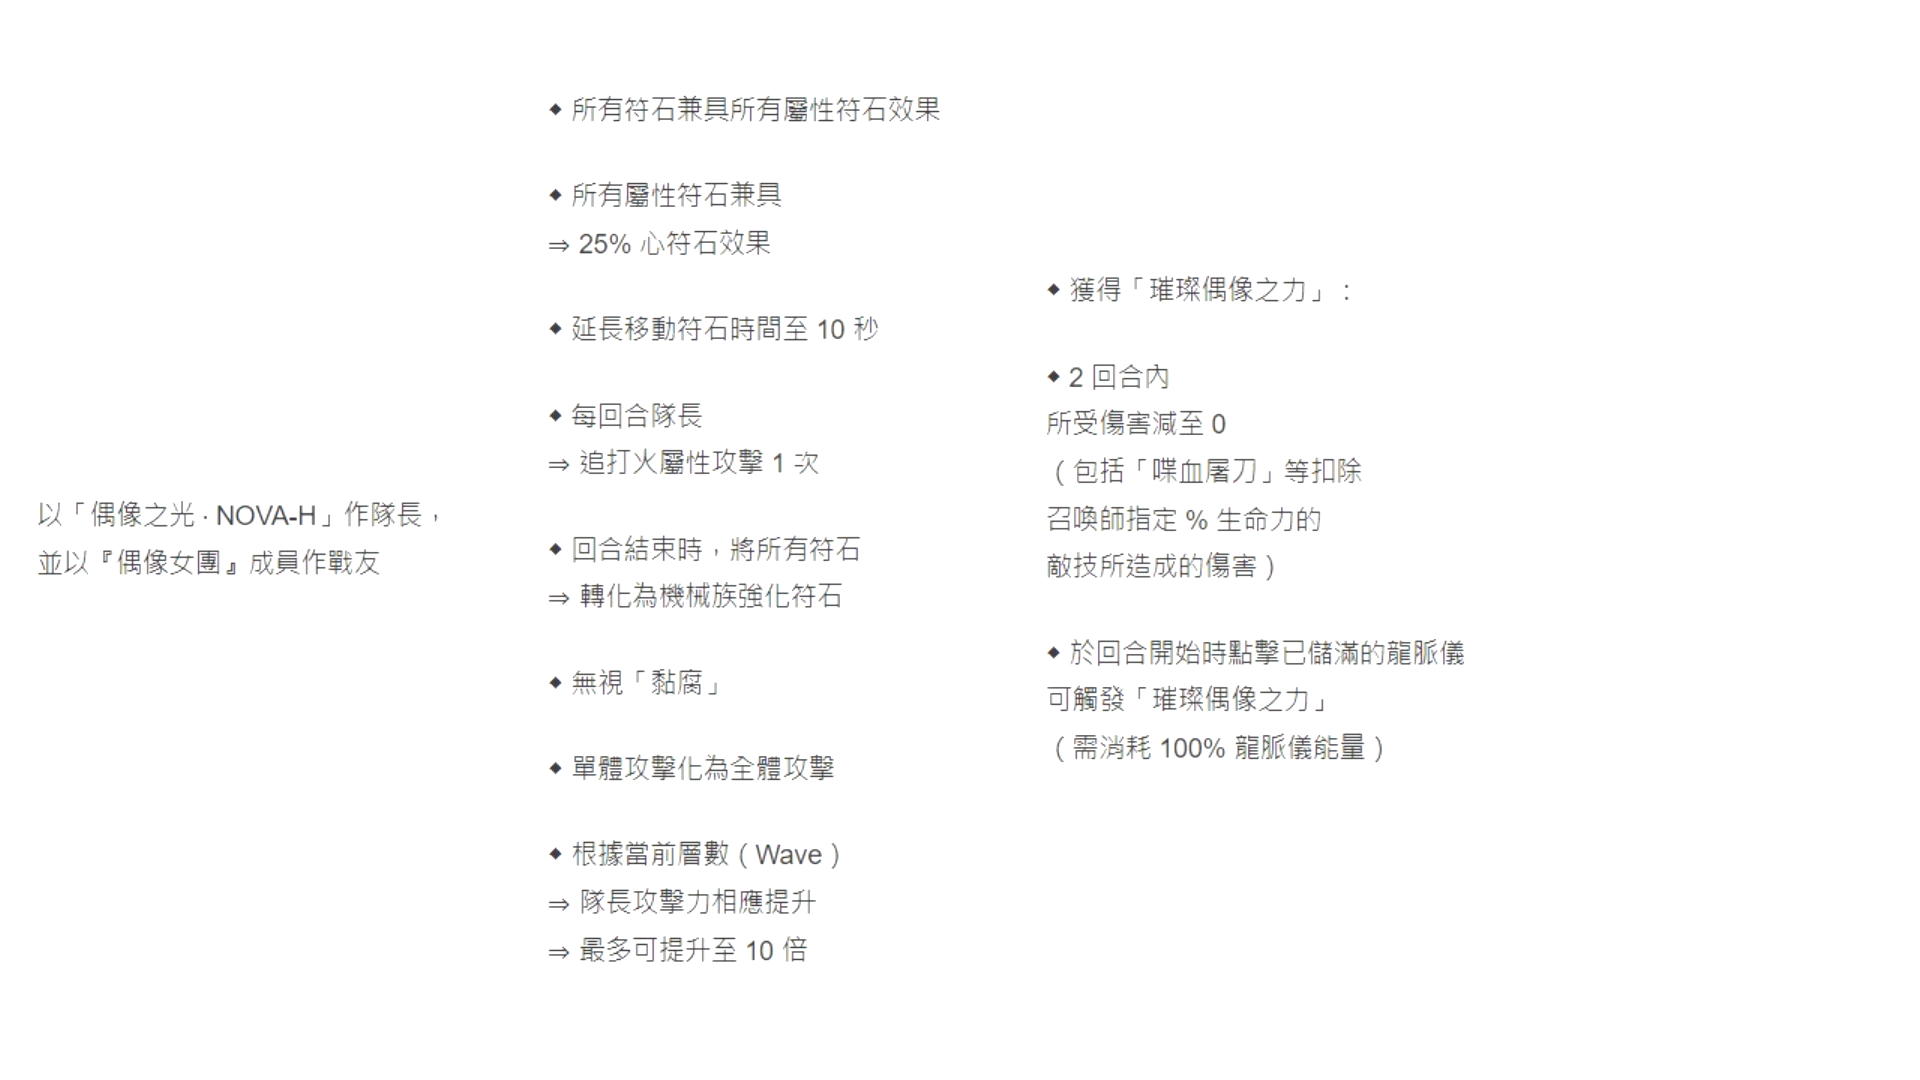 以「偶像之光 ‧ NOVA-H」作隊長，
並以『偶像女團』成員作戰友
◆ 所有符石兼具所有屬性符石效果
◆ 所有屬性符石兼具
⇒ 25% 心符石效果
◆ 延長移動符石時間至 10 秒
◆ 每回合隊長
⇒ 追打火屬性攻擊 1 次
◆ 回合結束時，將所有符石
⇒ 轉化為機械族強化符石
◆ 無視「黏腐」
◆ 單體攻擊化為全體攻擊
◆ 根據當前層數（Wave）
⇒ 隊長攻擊力相應提升
⇒ 最多可提升至 10 倍
◆ 獲得「璀璨偶像之力」：
◆ 2 回合內
所受傷害減至 0
（包括「喋血屠刀」等扣除
召喚師指定 % 生命力的
敵技所造成的傷害）
◆ 於回合開始時點擊已儲滿的龍脈儀
可觸發「璀璨偶像之力」
（需消耗 100% 龍脈儀能量）